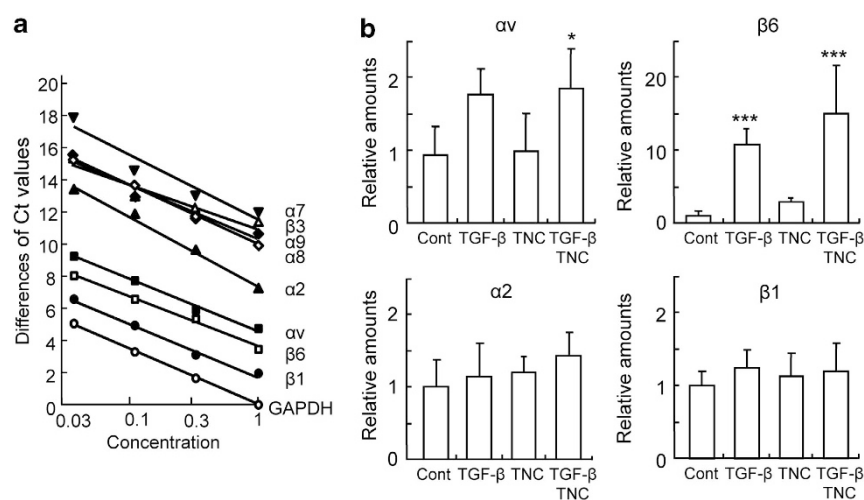 a
Differences of Ct values
20
18
16
14
12
10
8
6
4
2
0
0.03 0.1 0.3 1
Concentration
α7
β3
α9
α8
α2
αv
β6
β1
GAPDH
b
αv
Relative amounts
2
1
0
*
Cont TGF-β TNC TGF-β
TNC
β6
Relative amounts
20
10
0
***
***
Cont TGF-β TNC TGF-β
TNC
α2
Relative amounts
2
1
0
Cont TGF-β TNC TGF-β
TNC
β1
Relative amounts
2
1
0
Cont TGF-β TNC TGF-β
TNC